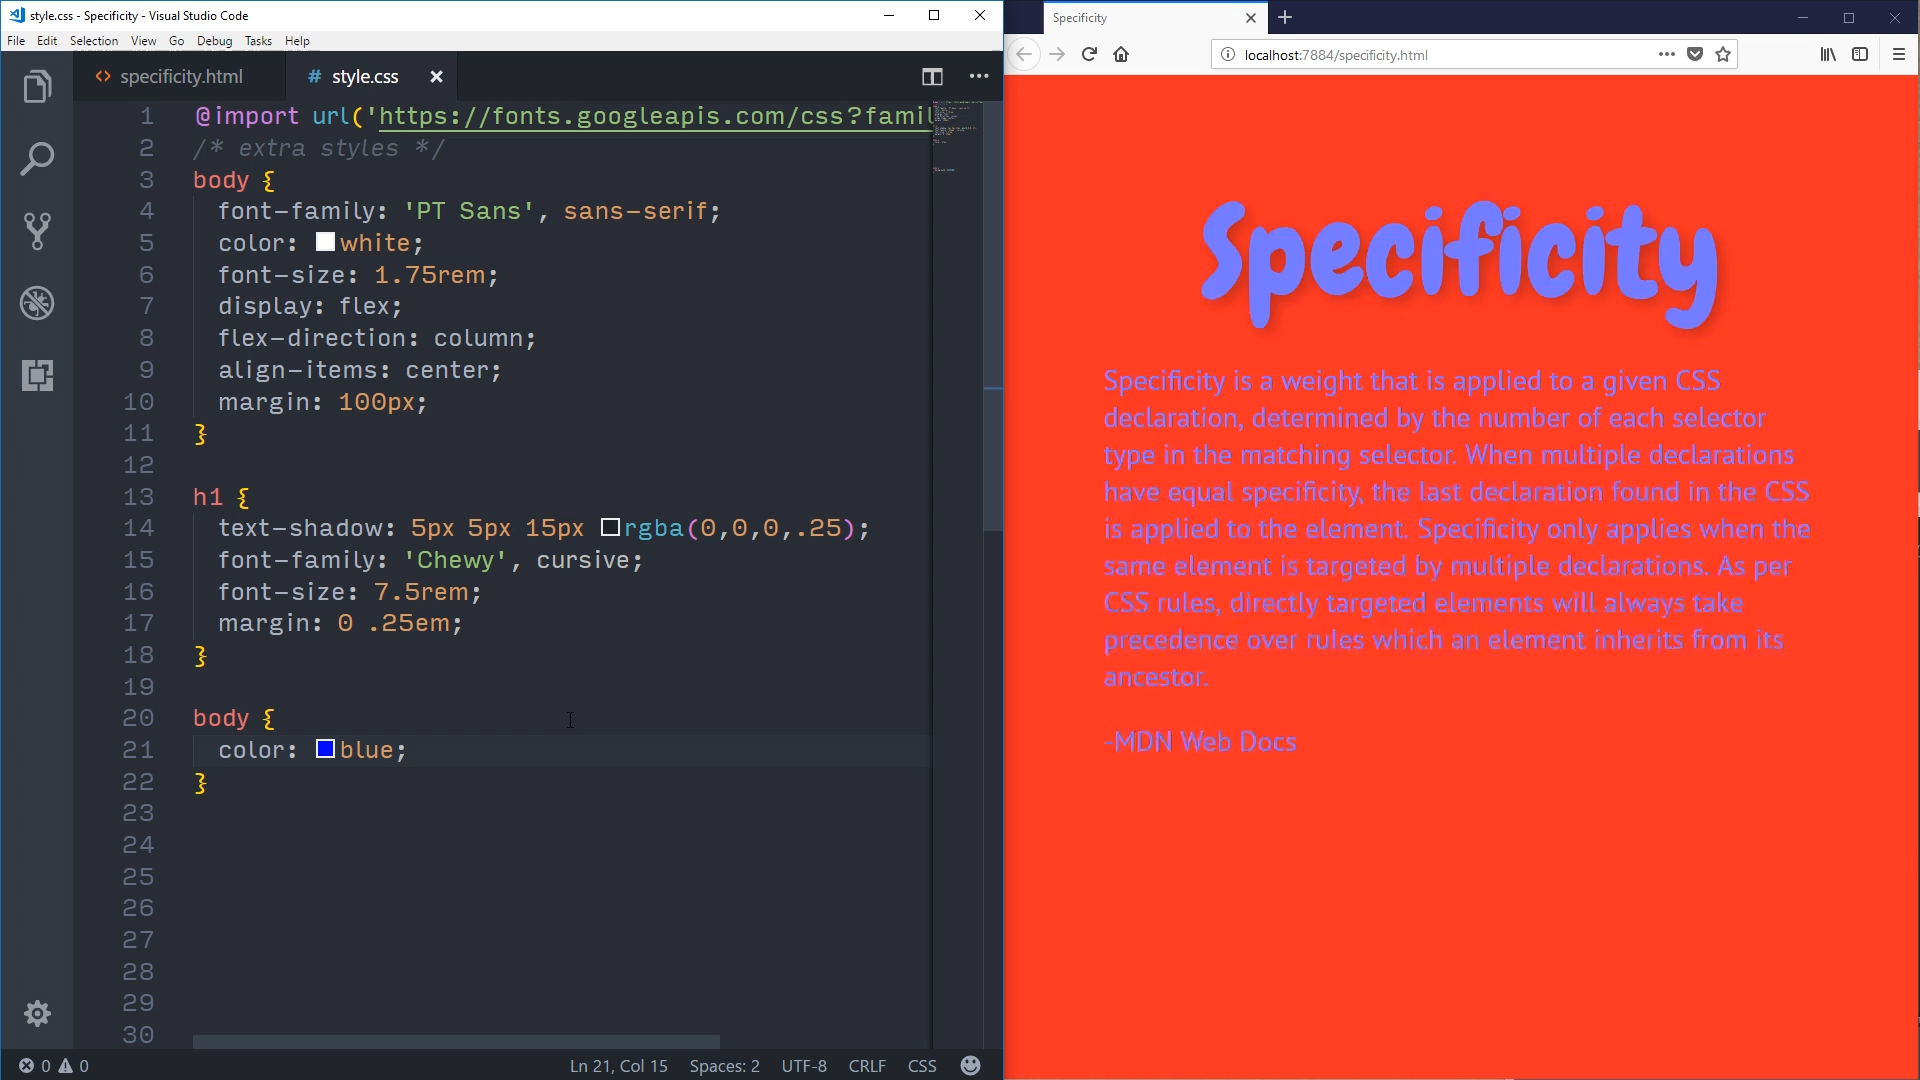 style.css - Specificity - Visual Studio Code
File Edit Selection View Go Debug Tasks Help
<> specificity.html
# style.css
1 @import url('https://fonts.googleapis.com/css?famil
2 /* extra styles */
3 body {
4 font-family: 'PT Sans', sans-serif;
5 color: white;
6 font-size: 1.75rem;
7 display: flex;
8 flex-direction: column;
9 align-items: center;
10 margin: 100px;
11 }
12
13 h1 {
14 text-shadow: 5px 5px 15px rgba(0,0,0,.25);
15 font-family: 'Chewy', cursive;
16 font-size: 7.5rem;
17 margin: 0 .25em;
18 }
19
20 body {
21 color: blue;
22 }
23
24
25
26
27
28
29
30
0 0
Ln 21, Col 15 Spaces: 2 UTF-8 CRLF CSS
Specificity
localhost:7884/specificity.html
Specificity
Specificity is a weight that is applied to a given CSS
declaration, determined by the number of each selector
type in the matching selector. When multiple declarations
have equal specificity, the last declaration found in the CSS
is applied to the element. Specificity only applies when the
same element is targeted by multiple declarations. As per
CSS rules, directly targeted elements will always take
precedence over rules which an element inherits from its
ancestor.
-MDN Web Docs